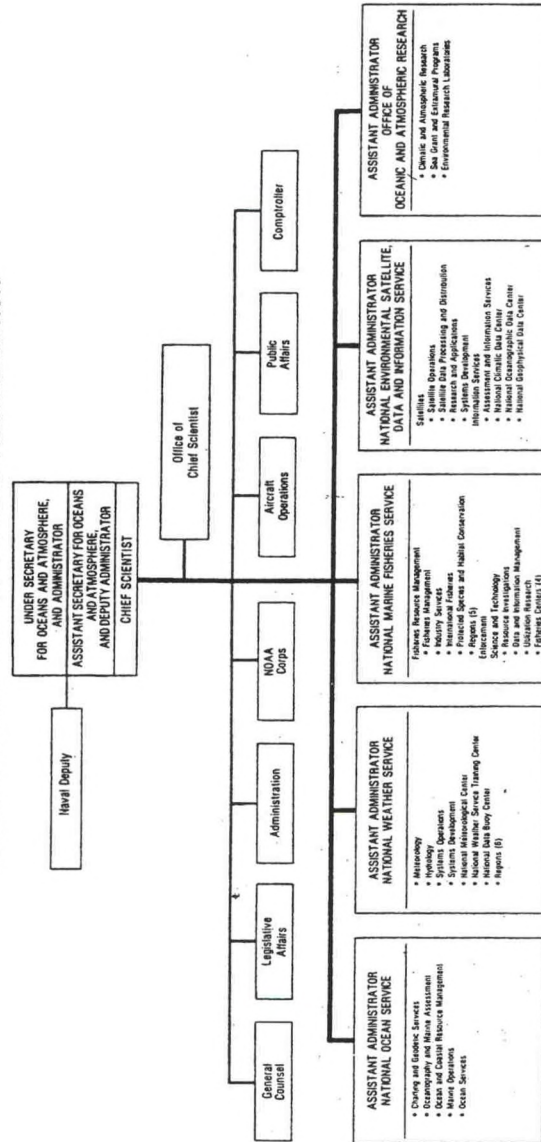 UNDER SECRETARY
FOR OCEANS AND ATMOSPHERE,
AND ADMINISTRATOR
ASSISTANT SECRETARY FOR OCEANS
AND ATMOSPHERE,
AND DEPUTY ADMINISTRATOR
CHIEF SCIENTIST
Naval Deputy
Office of
Chief Scientist
General
Counsel
Legislative
Affairs
Administration
NOAA
Corps
Aircraft
Operations
Public
Affairs
Comptroller
ASSISTANT ADMINISTRATOR
NATIONAL OCEAN SERVICE
• Charting and Geodetic Services
• Oceanography and Marine Assessment
• Ocean and Coastal Resource Management
• Marine Operations
• Ocean Services
ASSISTANT ADMINISTRATOR
NATIONAL WEATHER SERVICE
• Meteorology
• Hydrology
• Systems Operations
• Systems Development
• National Meteorological Center
• National Weather Service Training Center
• National Data Buoy Center
• Regions (6)
ASSISTANT ADMINISTRATOR
NATIONAL MARINE FISHERIES SERVICE
Fisheries Resource Management
• Fisheries Management
• Industry Services
• International Fisheries
• Protected Species and Habitat Conservation
• Regions (5)
Enforcement
Science and Technology
• Resource Investigations
• Data and Information Management
• Utilization Research
• Fisheries Centers (4)
ASSISTANT ADMINISTRATOR
NATIONAL ENVIRONMENTAL SATELLITE,
DATA AND INFORMATION SERVICE
Satellites
• Satellite Operations
• Satellite Data Processing and Distribution
• Research and Applications
• Systems Development
Information Services
• Assessment and Information Services
• National Climatic Data Center
• National Oceanographic Data Center
• National Geophysical Data Center
ASSISTANT ADMINISTRATOR
OFFICE OF
OCEANIC AND ATMOSPHERIC RESEARCH
• Climatic and Atmospheric Research
• Sea Grant and Extramural Programs
• Environmental Research Laboratories